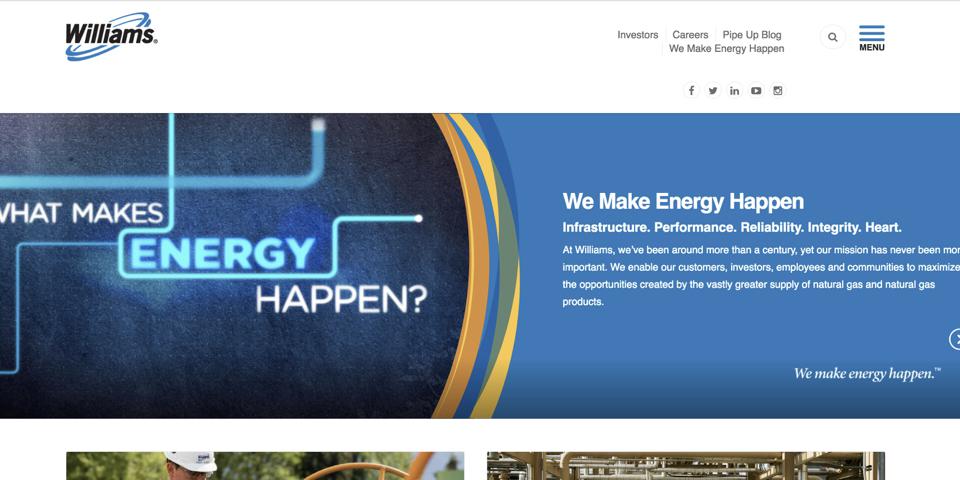 Williams®
Investors
Careers
Pipe Up Blog
We Make Energy Happen
MENU
WHAT MAKES
ENERGY
HAPPEN?
We Make Energy Happen
Infrastructure. Performance. Reliability. Integrity. Heart.
At Williams, we've been around more than a century, yet our mission has never been mor
important. We enable our customers, investors, employees and communities to maximize
the opportunities created by the vastly greater supply of natural gas and natural gas
products.
We make energy happen.™